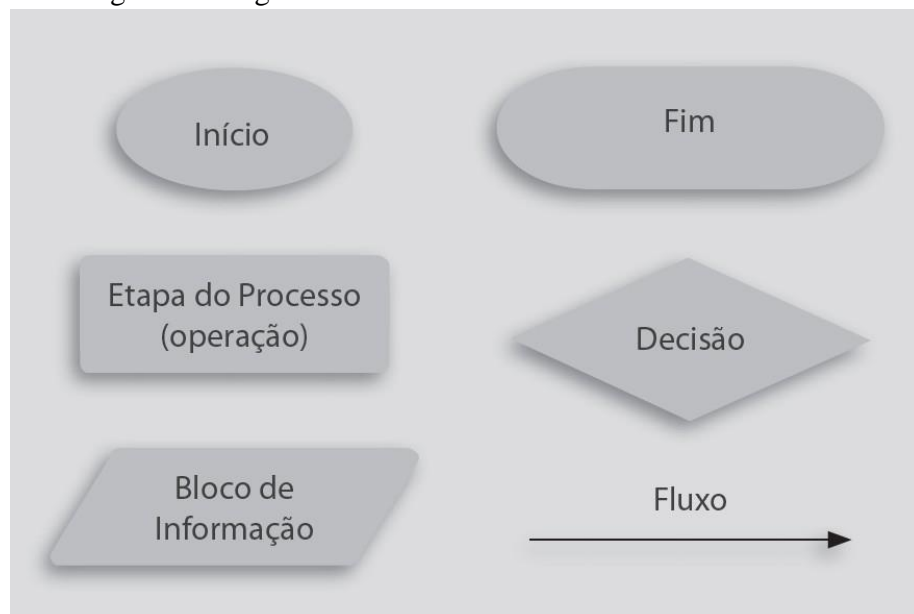 Início
Fim
Etapa do Processo
(operação)
Decisão
Bloco de
Informação
Fluxo